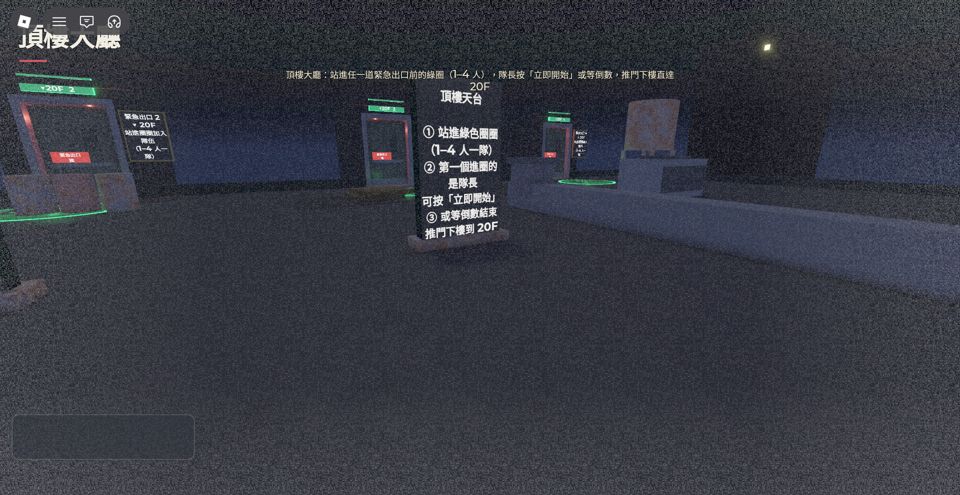 頂樓大廳
頂樓大廳：站進任一道緊急出口前的綠圈（1–4 人），隊長按「立即開始」或等倒數，推門下樓直達
20F
▼20F 2
緊急出口 2
▼ 20F
站進圈圈加入
隊伍
（1–4 人一
隊）
緊急出口
頂樓天台
① 站進綠色圈圈
（1–4 人一隊）
② 第一個進圈的
是隊長
可按「立即開始」
③ 或等倒數結束
推門下樓到 20F